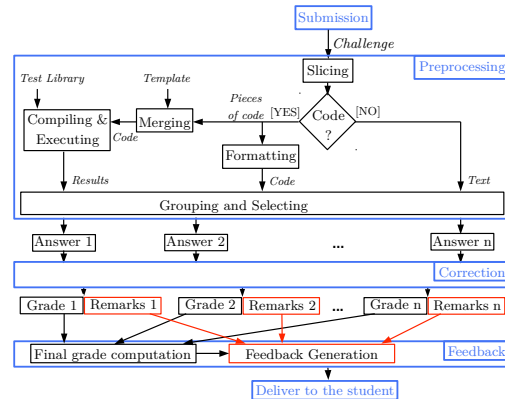 Submission
Challenge
Preprocessing
Slicing
Test Library
Template
Pieces
of code
[YES]
Code
?
[NO]
Compiling &
Executing
Code
Merging
Formatting
Results
Code
Text
Grouping and Selecting
Answer 1
Answer 2
...
Answer n
Correction
Grade 1
Remarks 1
Grade 2
Remarks 2
...
Grade n
Remarks n
Final grade computation
Feedback Generation
Feedback
Deliver to the student